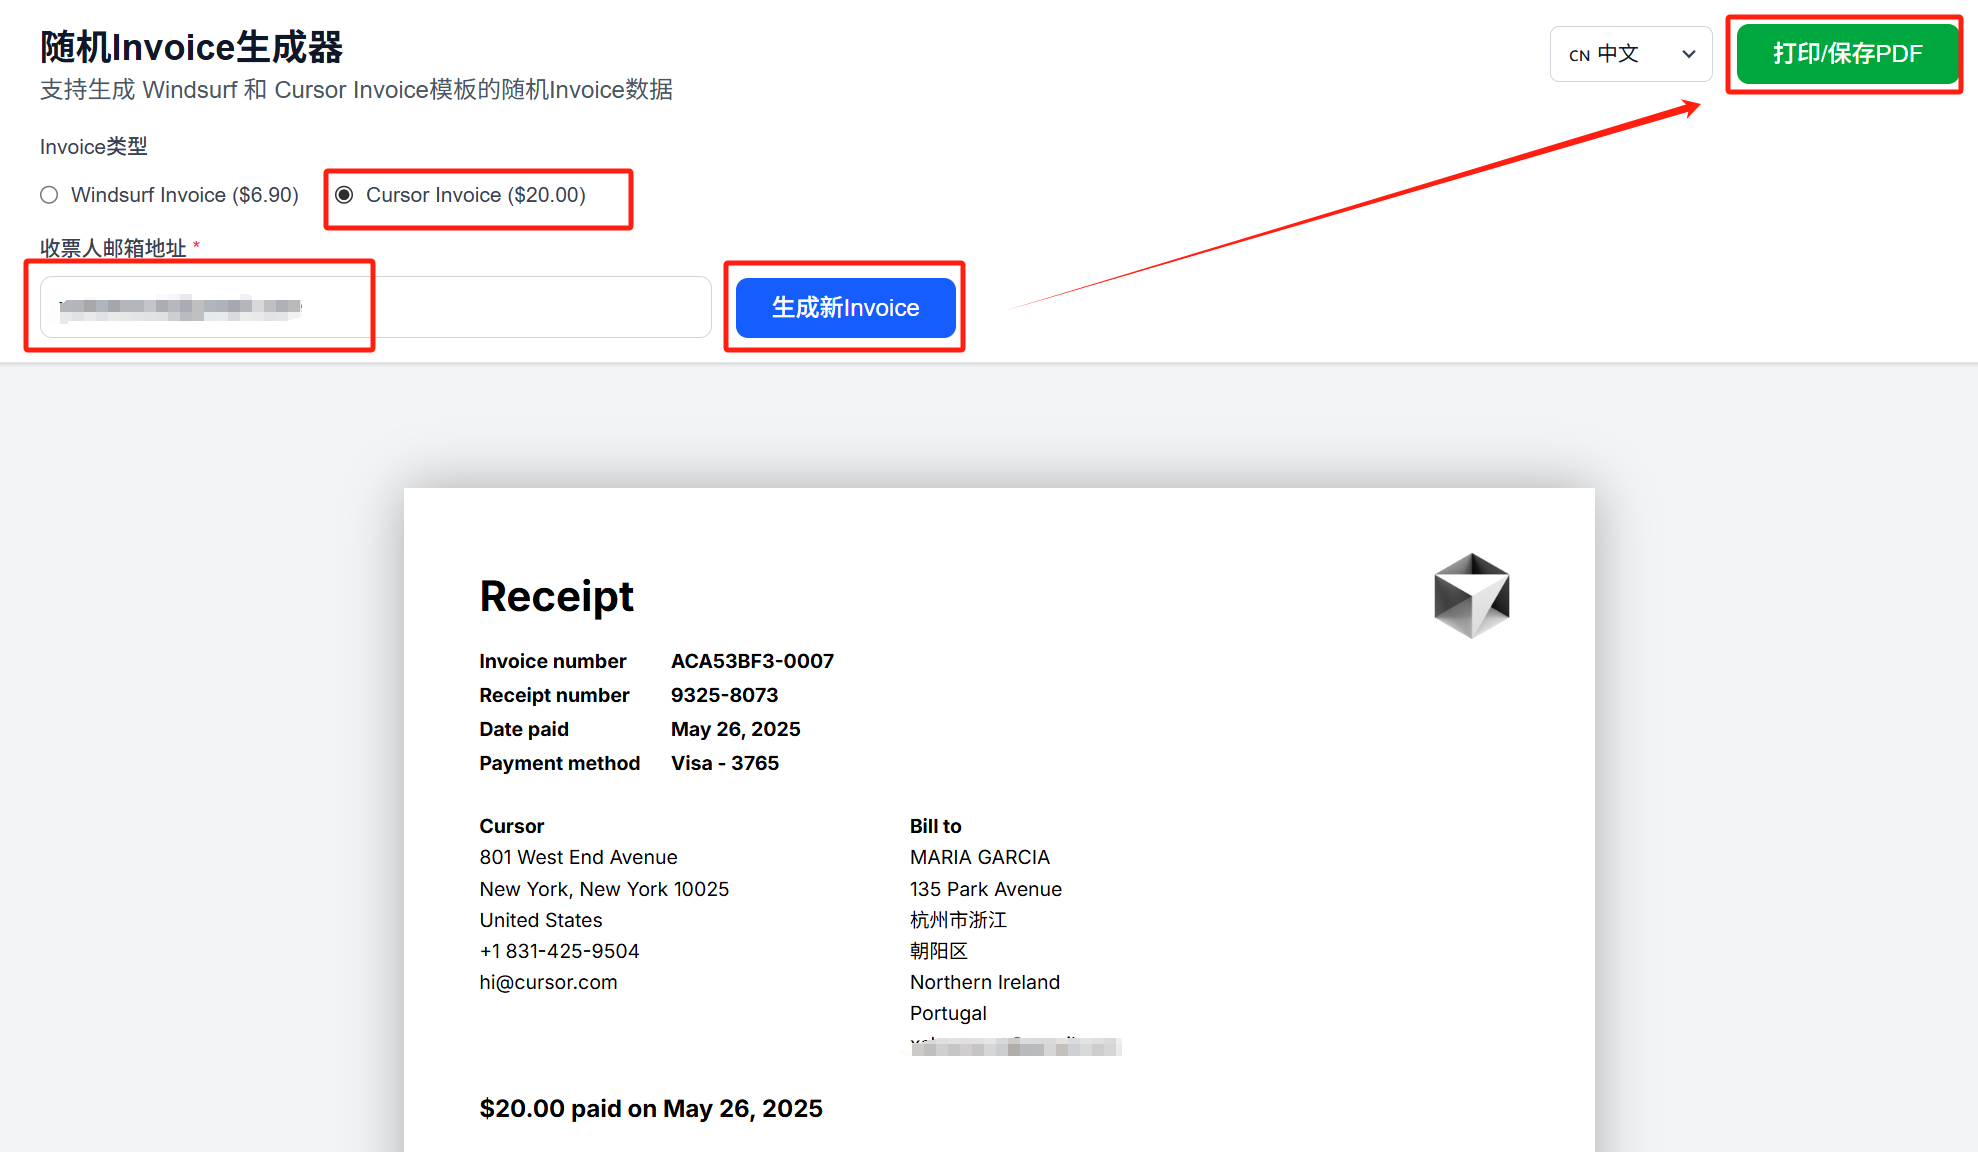 随机Invoice生成器
支持生成 Windsurf 和 Cursor Invoice模板的随机Invoice数据
CN 中文
打印/保存PDF
Invoice类型
Windsurf Invoice ($6.90)
Cursor Invoice ($20.00)
收票人邮箱地址 *
生成新Invoice
Receipt
Invoice number ACA53BF3-0007
Receipt number 9325-8073
Date paid May 26, 2025
Payment method Visa - 3765
Cursor
801 West End Avenue
New York, New York 10025
United States
+1 831-425-9504
hi@cursor.com
Bill to
MARIA GARCIA
135 Park Avenue
杭州市浙江
朝阳区
Northern Ireland
Portugal
$20.00 paid on May 26, 2025